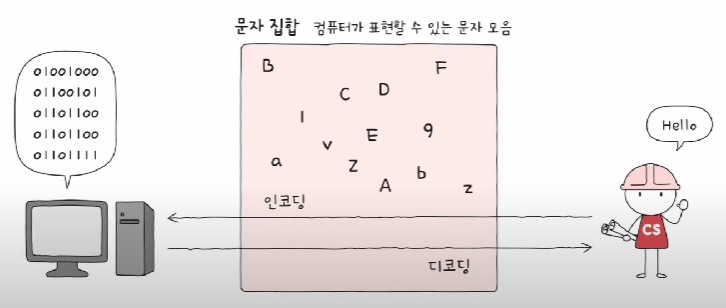 문자 집합 컴퓨터가 표현할 수 있는 문자 모음
01001000
01100101
01101100
01101100
01101111
B
F
C
D
I
E
9
v
a
Z
b
A
z
Hello
인코딩
CS
디코딩